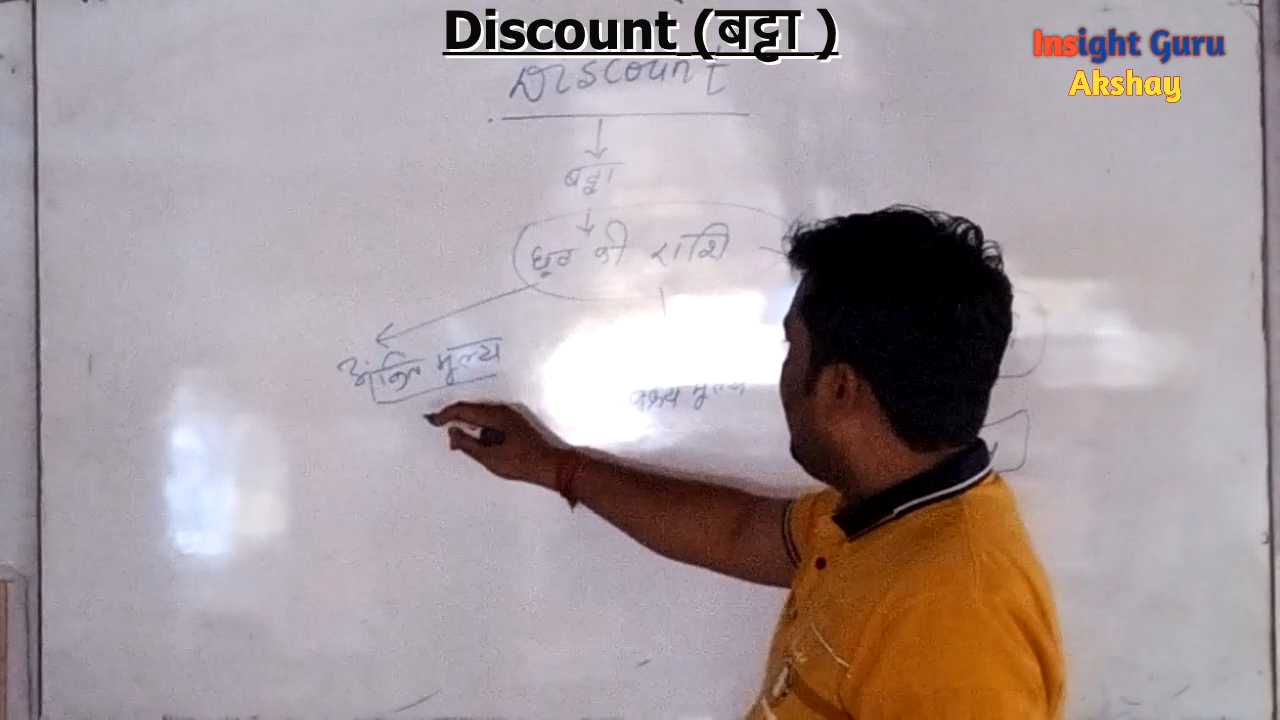 Discount (बट्टा )
Insight Guru
Akshay
Discount
बट्टा
छूट की राशि
अंकित मूल्य
मूल्य